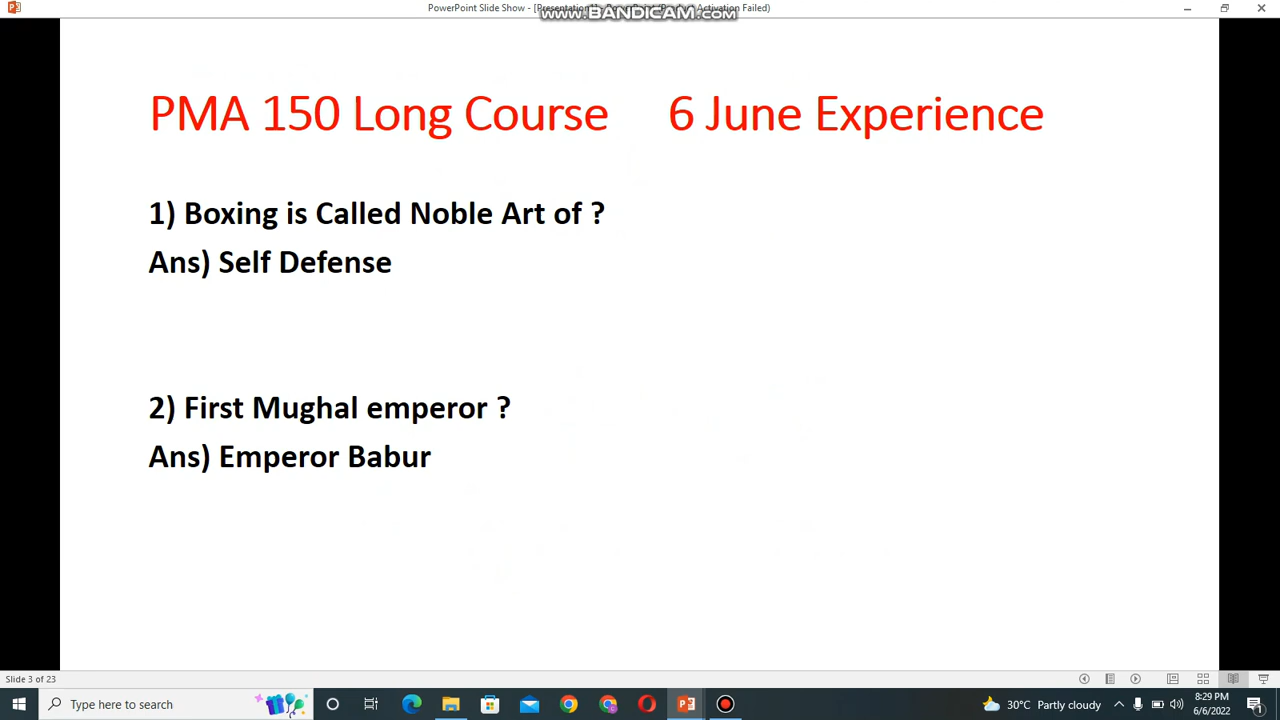 PowerPoint Slide Show - [Presentation1] - PowerPoint (Product Activation Failed)
www.BANDICAM.com
PMA 150 Long Course 6 June Experience
1) Boxing is Called Noble Art of ?
Ans) Self Defense
2) First Mughal emperor ?
Ans) Emperor Babur
Slide 3 of 23
Type here to search
30°C Partly cloudy
8:29 PM
6/6/2022
1